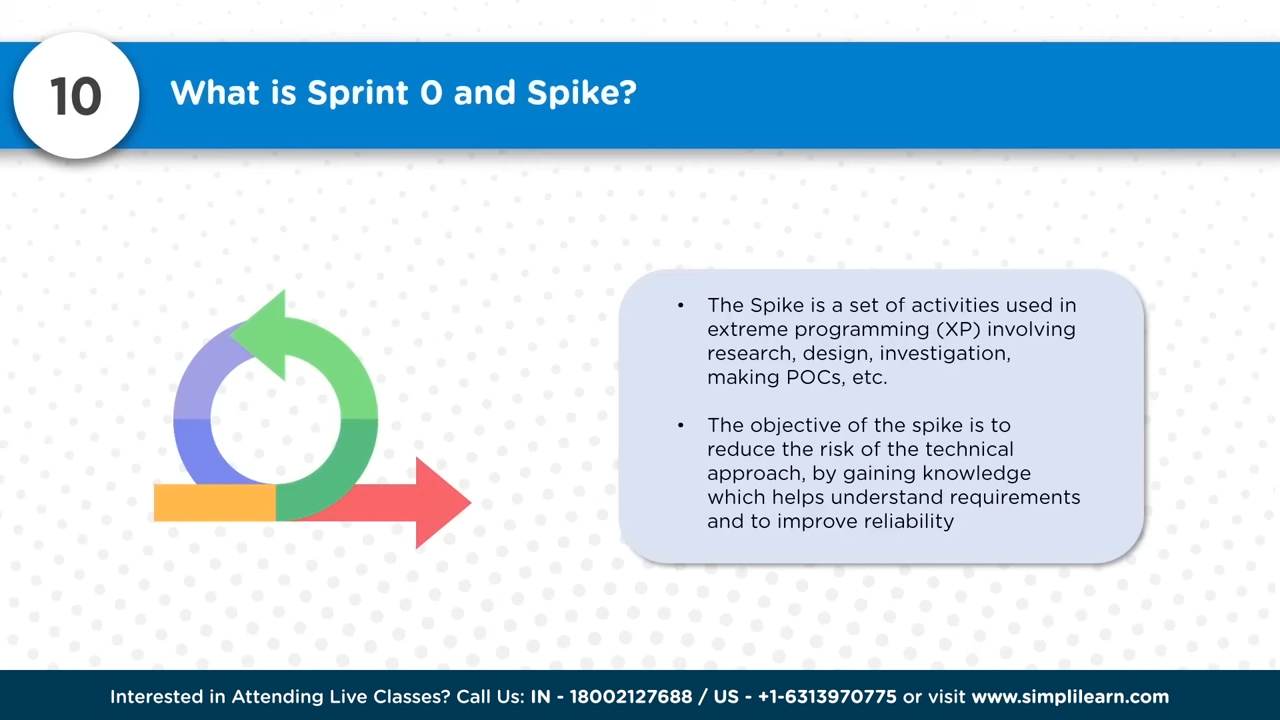 10
What is Sprint 0 and Spike?
• The Spike is a set of activities used in
extreme programming (XP) involving
research, design, investigation,
making POCs, etc.
• The objective of the spike is to
reduce the risk of the technical
approach, by gaining knowledge
which helps understand requirements
and to improve reliability
Interested in Attending Live Classes? Call Us: IN - 18002127688 / US - +1-6313970775 or visit www.simplilearn.com